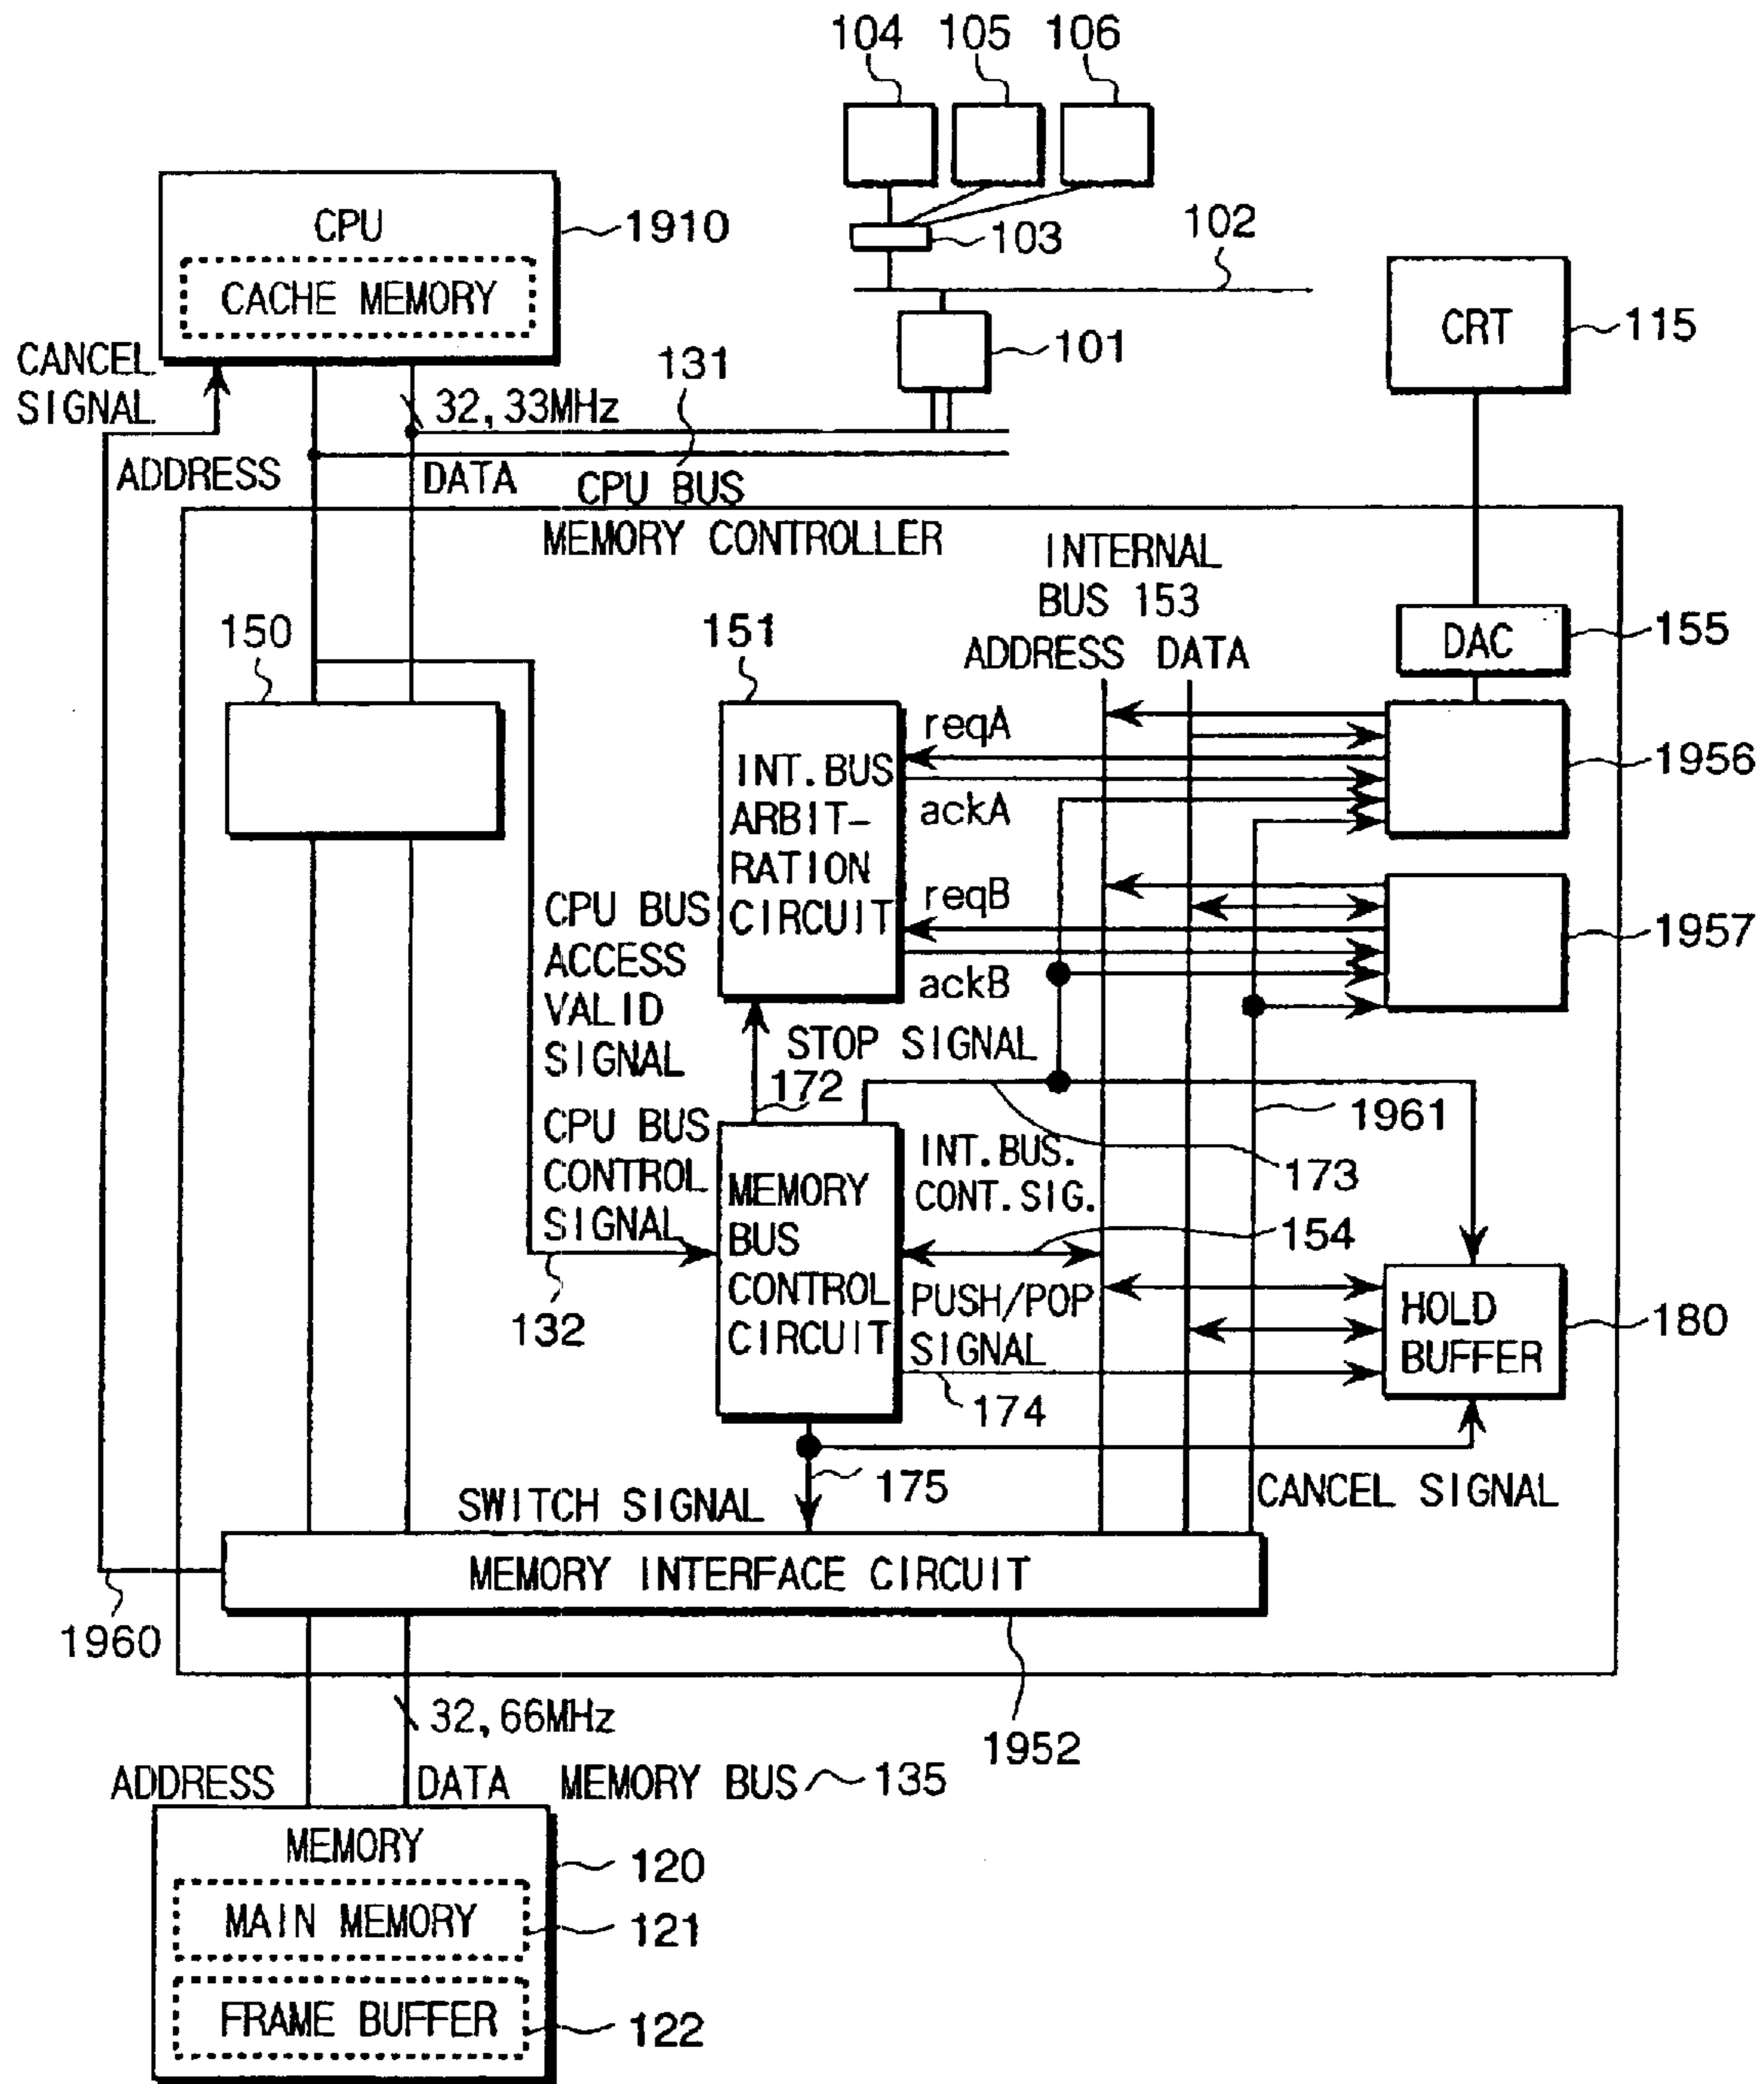 104 105 106
CPU
1910
CACHE MEMORY
103
102
CRT
115
101
CANCEL
SIGNAL
131
32,33MHz
ADDRESS
DATA
CPU BUS
MEMORY CONTROLLER
INTERNAL
BUS 153
ADDRESS DATA
150
151
DAC
155
INT.BUS
ARBIT-
RATION
CIRCUIT
reqA
ackA
1956
reqB
ackB
1957
CPU BUS
ACCESS
VALID
SIGNAL
STOP SIGNAL
172
1961
CPU BUS
CONTROL
SIGNAL
132
MEMORY
BUS
CONTROL
CIRCUIT
INT.BUS.
CONT.SIG.
173
154
PUSH/POP
SIGNAL
174
HOLD
BUFFER
180
175
CANCEL SIGNAL
SWITCH SIGNAL
MEMORY INTERFACE CIRCUIT
1960
1952
32,66MHz
ADDRESS
DATA
MEMORY BUS
135
MEMORY
120
MAIN MEMORY
121
FRAME BUFFER
122